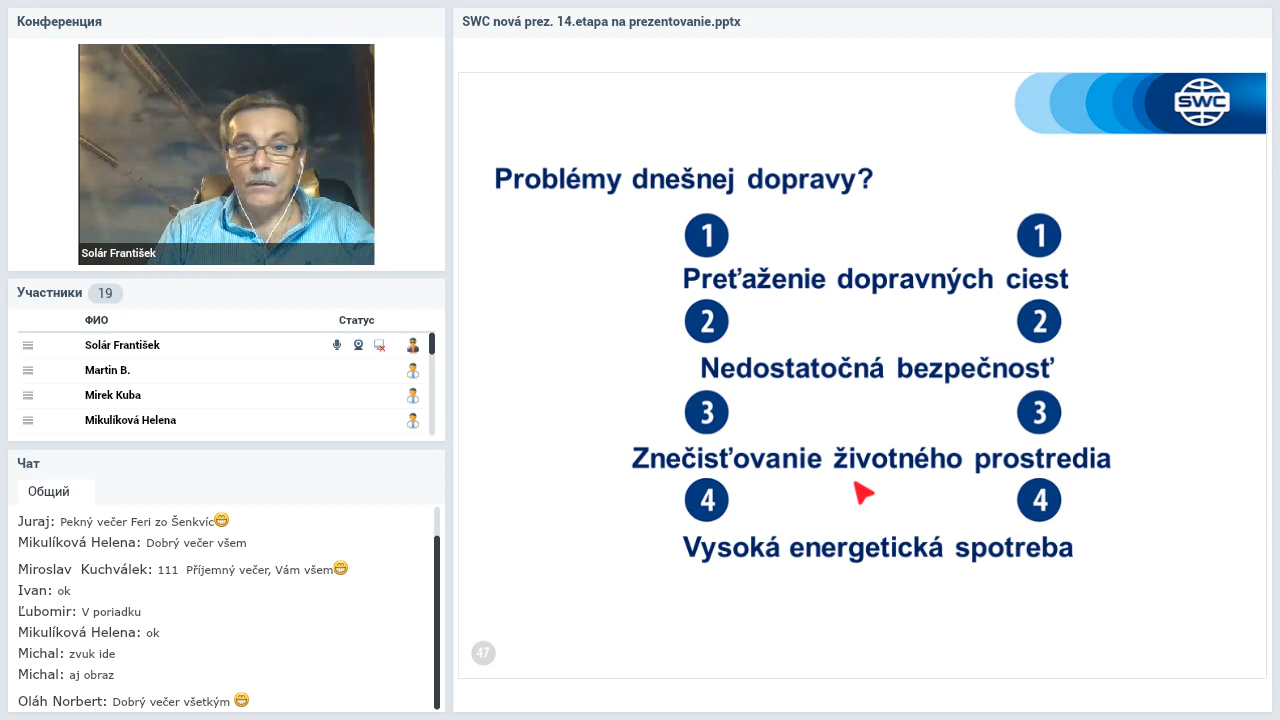 Конференция
Solár František
Участники 19
ФИО Статус
Solár František
Martin B.
Mirek Kuba
Mikulíková Helena
Чат
Общий
Juraj: Pekný večer Feri zo Šenkvíc
Mikulíková Helena: Dobrý večer všem
Miroslav Kuchválek: 111 Příjemný večer, Vám všem
Ivan: ok
Ľubomir: V poriadku
Mikulíková Helena: ok
Michal: zvuk ide
Michal: aj obraz
Oláh Norbert: Dobrý večer všetkým
SWC nová prez. 14.etapa na prezentovanie.pptx
SWC
Problémy dnešnej dopravy?
1 1
Preťaženie dopravných ciest
2 2
Nedostatočná bezpečnosť
3 3
Znečisťovanie životného prostredia
4 4
Vysoká energetická spotreba
47